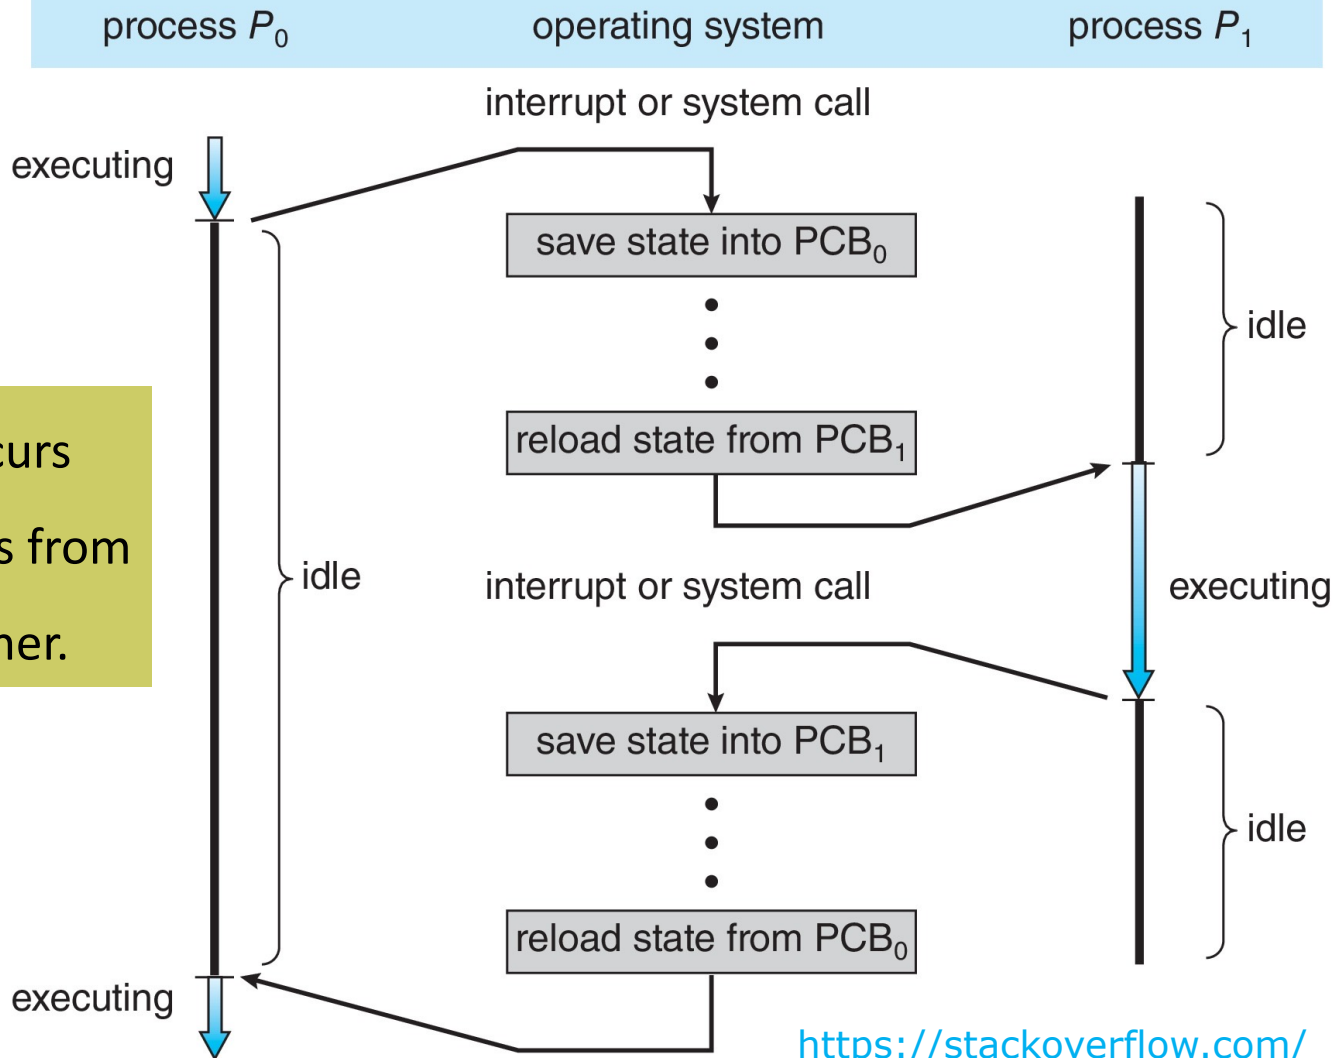 process P₀ operating system process P₁
interrupt or system call
executing
save state into PCB₀
idle
reload state from PCB₁
curs
s from
her.
idle
interrupt or system call
executing
save state into PCB₁
idle
reload state from PCB₀
executing
https://stackoverflow.com/